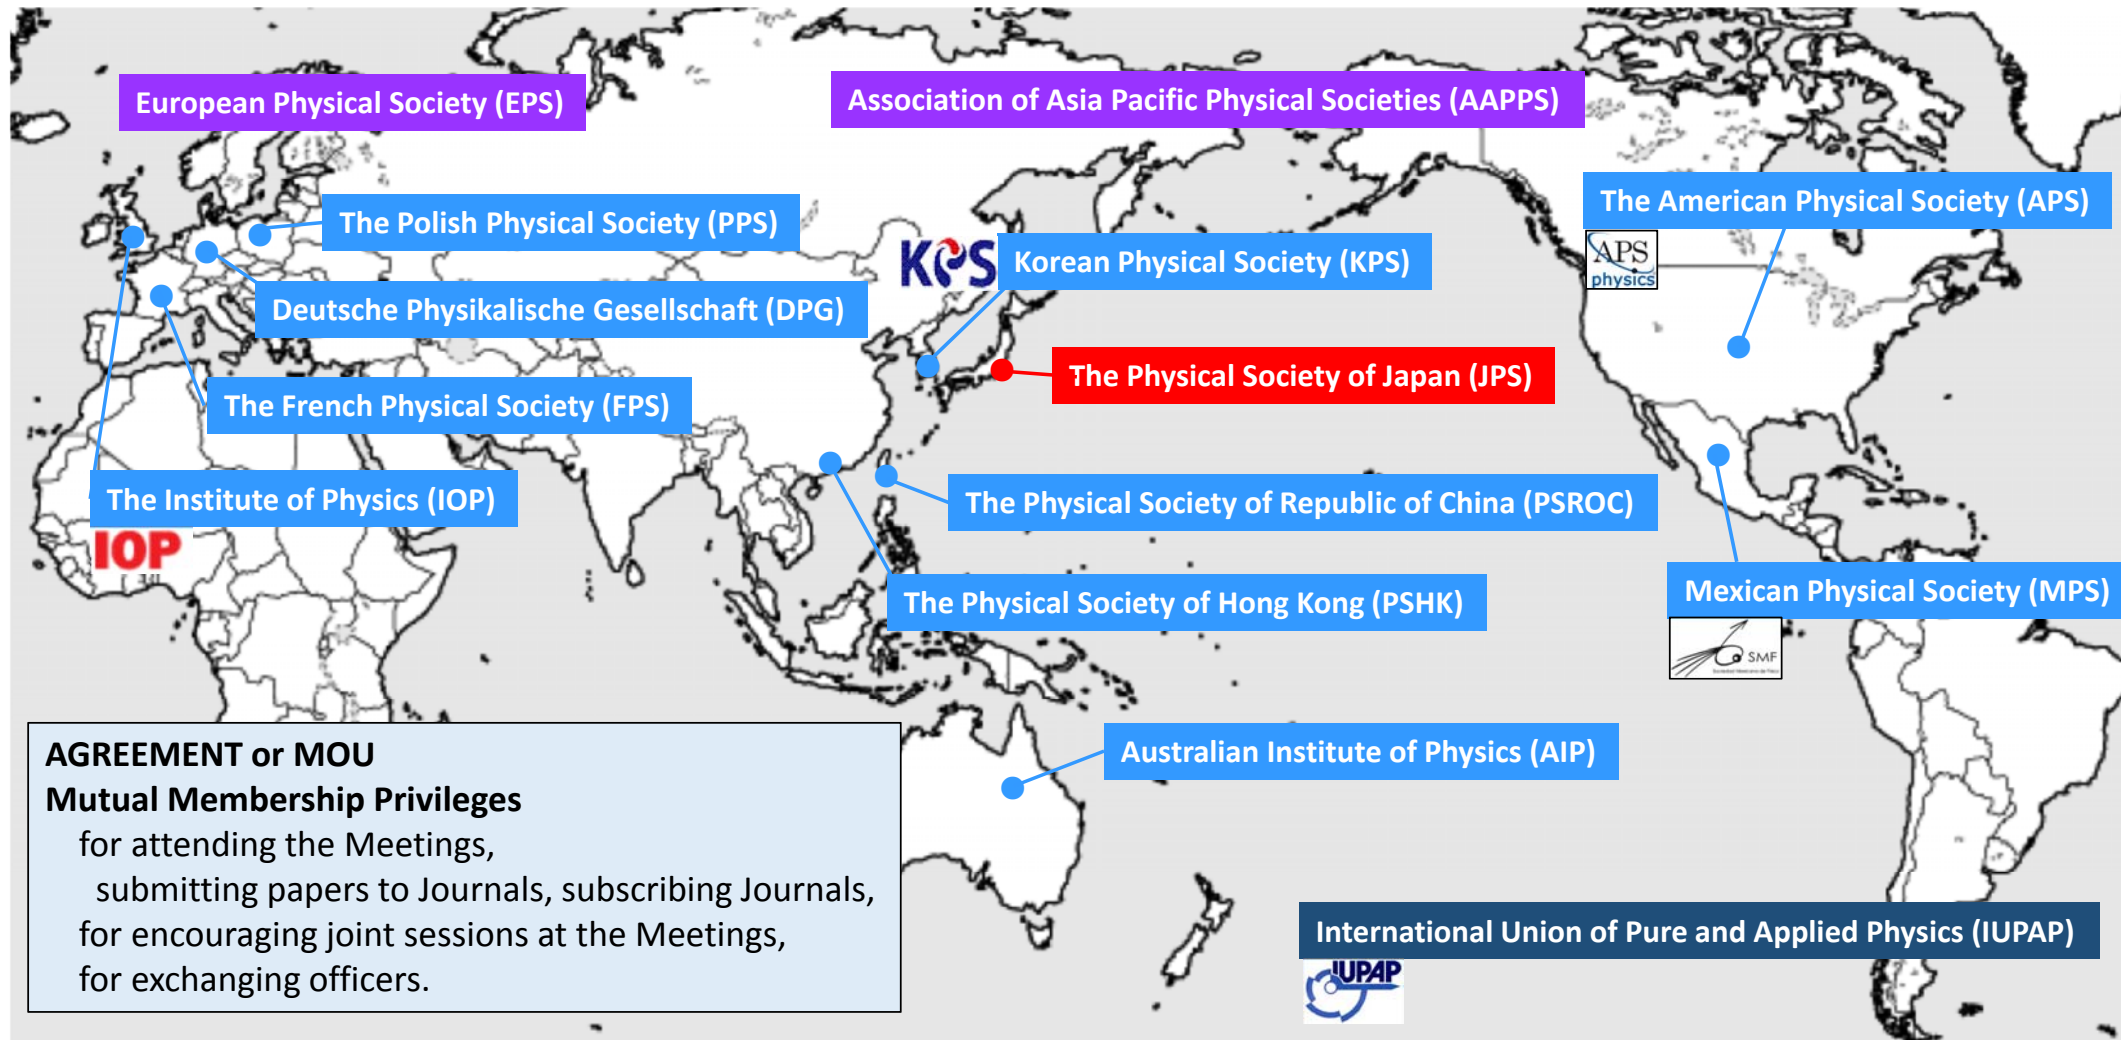 European Physical Society (EPS)
Association of Asia Pacific Physical Societies (AAPPS)
The American Physical Society (APS)
APS
physics
The Polish Physical Society (PPS)
KPS
Korean Physical Society (KPS)
Deutsche Physikalische Gesellschaft (DPG)
The Physical Society of Japan (JPS)
The French Physical Society (FPS)
The Institute of Physics (IOP)
IOP
The Physical Society of Republic of China (PSROC)
The Physical Society of Hong Kong (PSHK)
Mexican Physical Society (MPS)
SMF
Australian Institute of Physics (AIP)
AGREEMENT or MOU
Mutual Membership Privileges
for attending the Meetings,
submitting papers to Journals, subscribing Journals,
for encouraging joint sessions at the Meetings,
for exchanging officers.
International Union of Pure and Applied Physics (IUPAP)
IUPAP